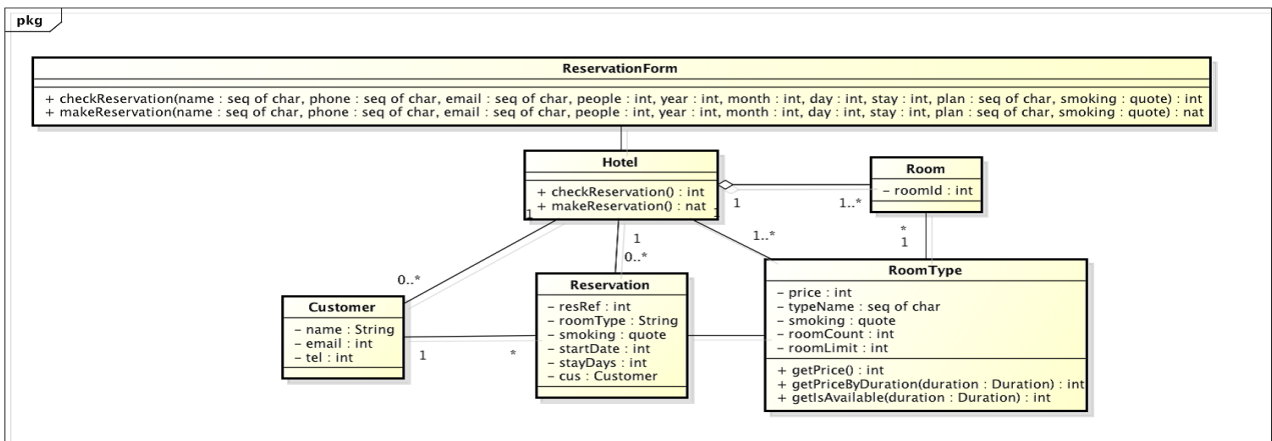 pkg
ReservationForm
+ checkReservation(name : seq of char, phone : seq of char, email : seq of char, people : int, year : int, month : int, day : int, stay : int, plan : seq of char, smoking : quote) : int
+ makeReservation(name : seq of char, phone : seq of char, email : seq of char, people : int, year : int, month : int, day : int, stay : int, plan : seq of char, smoking : quote) : nat
Hotel
+ checkReservation() : int
+ makeReservation() : nat
1
1
Room
- roomId : int
1
1..*
*
1
1
0..*
1..*
0..*
Customer
- name : String
- email : int
- tel : int
1
*
Reservation
- resRef : int
- roomType : String
- smoking : quote
- startDate : int
- stayDays : int
- cus : Customer
RoomType
- price : int
- typeName : seq of char
- smoking : quote
- roomCount : int
- roomLimit : int
+ getPrice() : int
+ getPriceByDuration(duration : Duration) : int
+ getIsAvailable(duration : Duration) : int